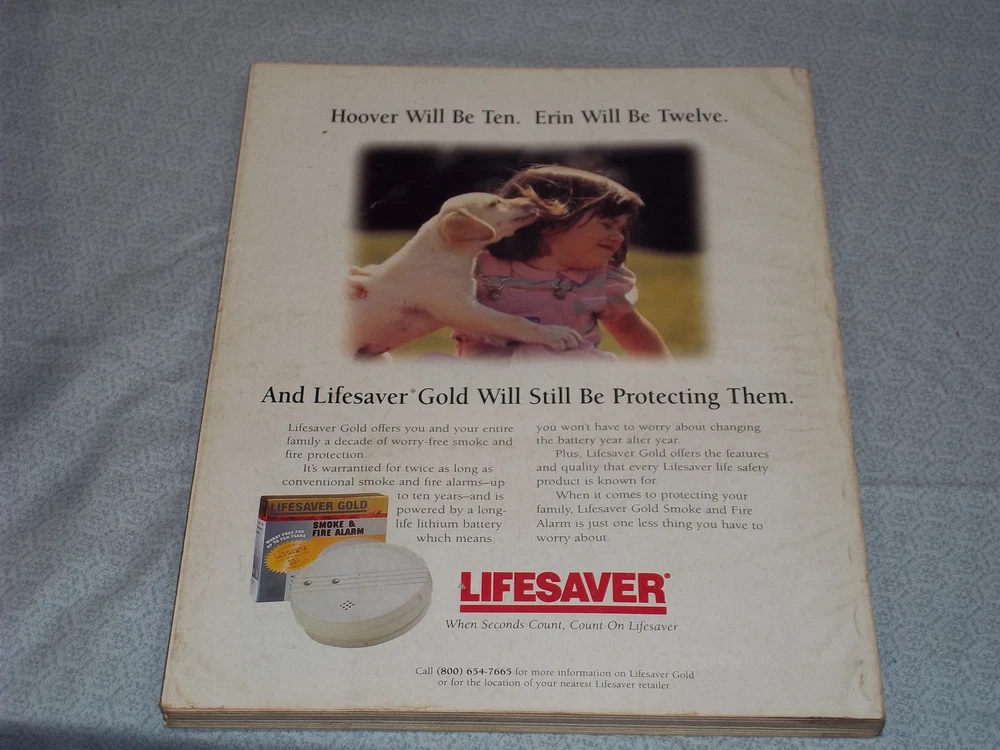 Hoover Will Be Ten. Erin Will Be Twelve.
And Lifesaver® Gold Will Still Be Protecting Them.
Lifesaver Gold offers you and your entire
family a decade of worry-free smoke and
fire protection.
It's warrantied for twice as long as
conventional smoke and fire alarms–up
to ten years–and is
powered by a long-
life lithium battery
which means
you won't have to worry about changing
the battery year after year.
Plus, Lifesaver Gold offers the features
and quality that every Lifesaver life safety
product is known for.
When it comes to protecting your
family, Lifesaver Gold Smoke and Fire
Alarm is just one less thing you have to
worry about.
LIFESAVER GOLD
SMOKE &
FIRE ALARM
WORRY FREE FOR
UP TO TEN YEARS
LIFESAVER®
When Seconds Count, Count On Lifesaver
Call (800) 654-7665 for more information on Lifesaver Gold
or for the location of your nearest Lifesaver retailer